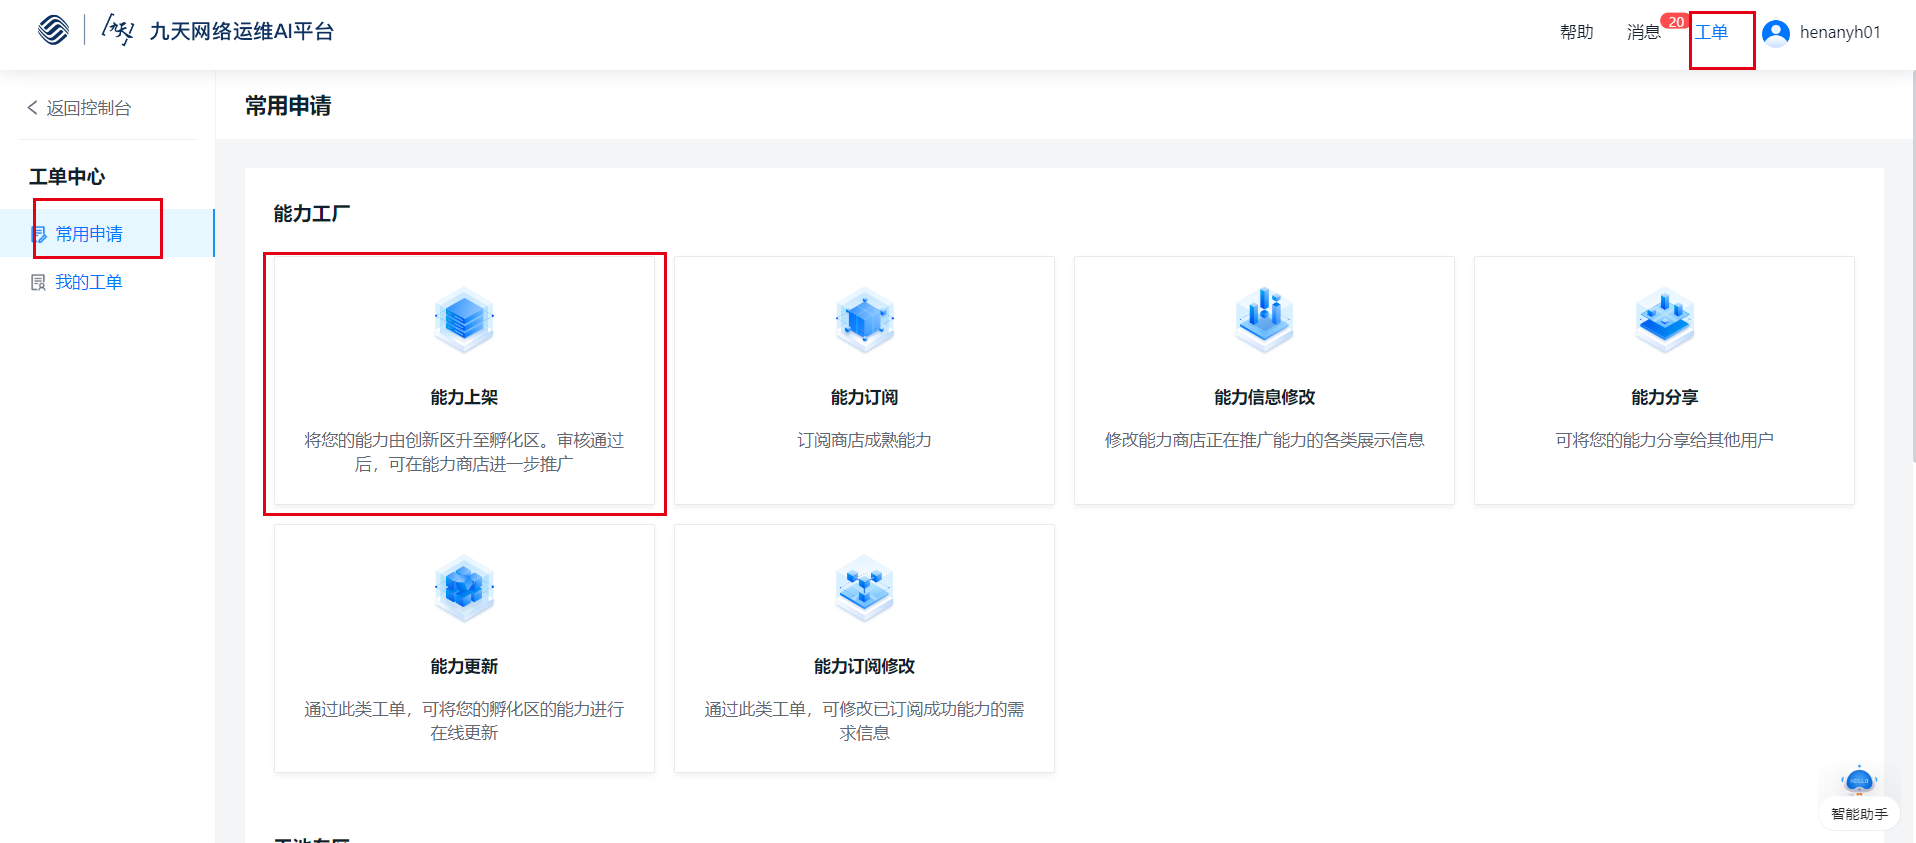 九天 九天网络运维AI平台
帮助
消息 20
工单
henanyh01
返回控制台
工单中心
常用申请
我的工单
常用申请
能力工厂
能力上架
将您的能力由创新区升至孵化区。审核通过
后，可在能力商店进一步推广
能力订阅
订阅商店成熟能力
能力信息修改
修改能力商店正在推广能力的各类展示信息
能力分享
可将您的能力分享给其他用户
能力更新
通过此类工单，可将您的孵化区的能力进行
在线更新
能力订阅修改
通过此类工单，可修改已订阅成功能力的需
求信息
HELLO
智能助手